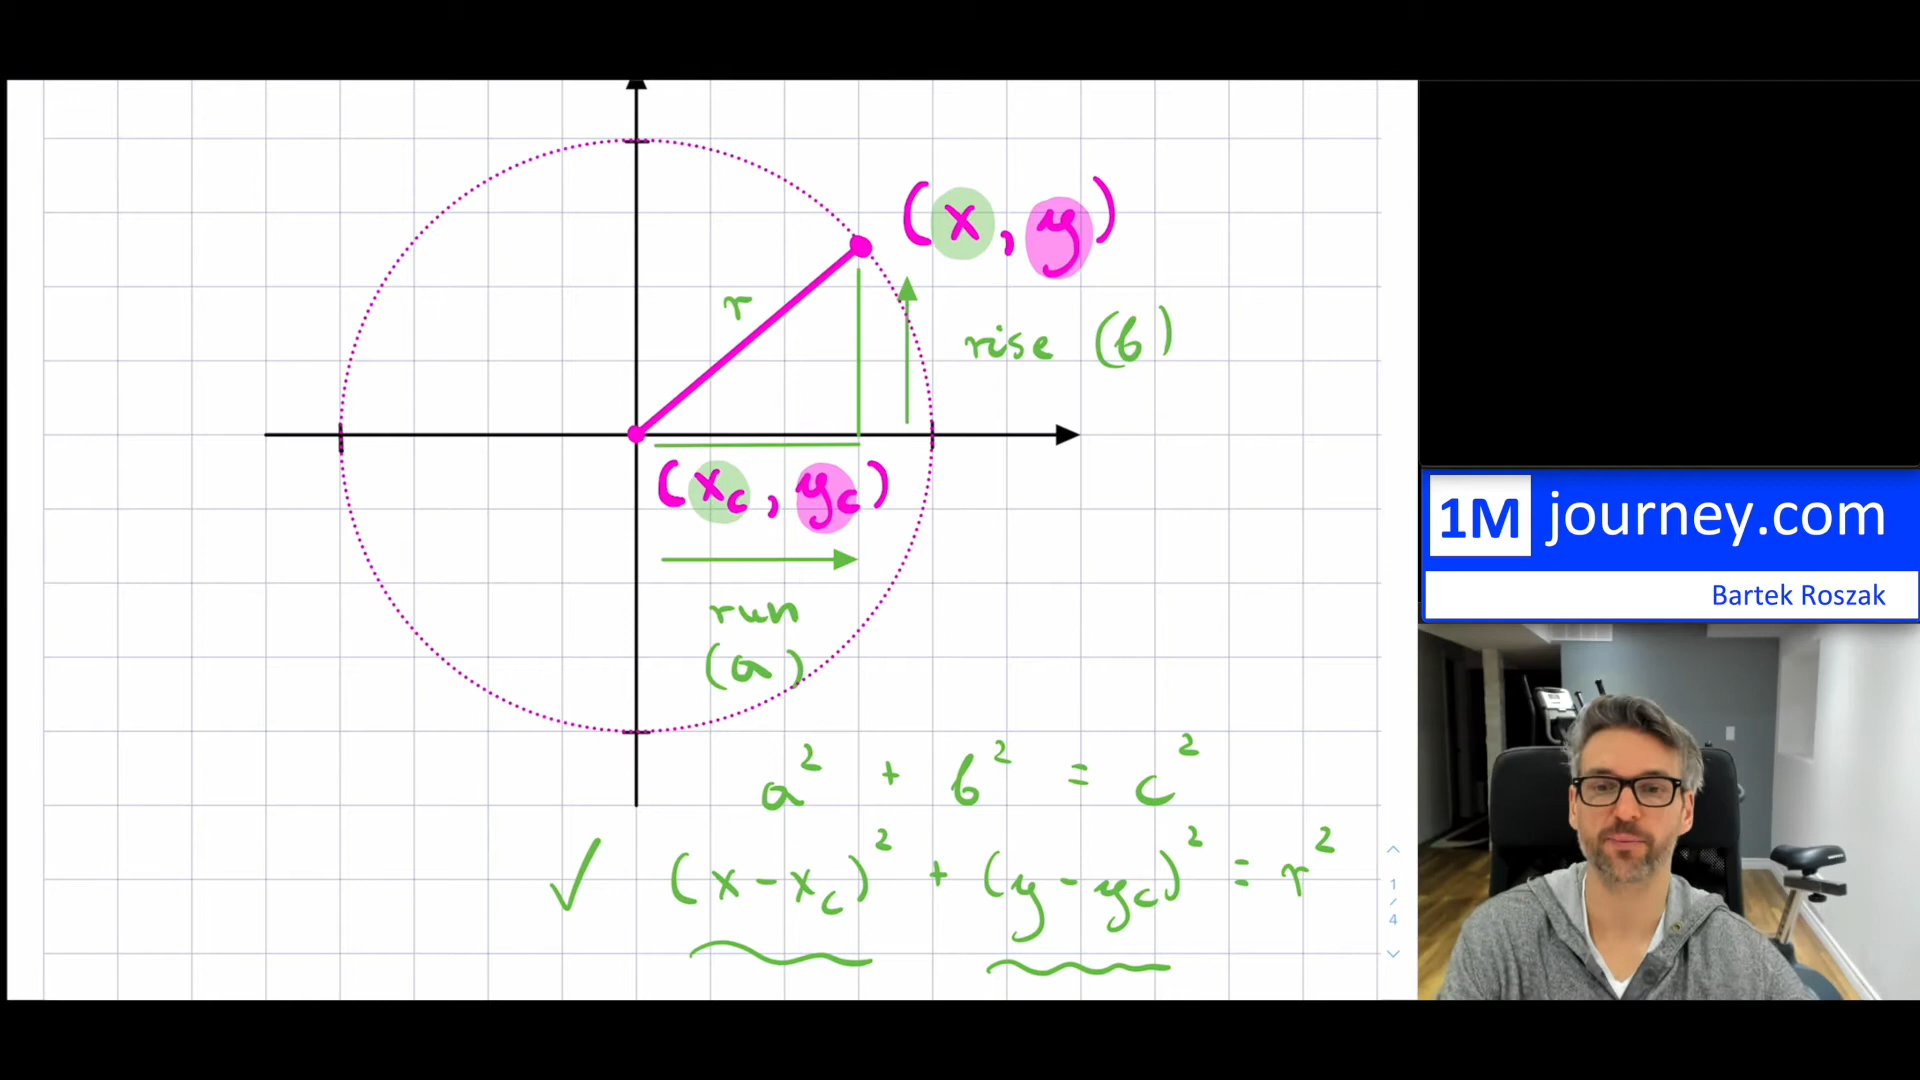 (x, y)
r
rise (b)
(x_c, y_c)
run
(a)
a² + b² = c²
✓ (x-x_c)² + (y-y_c)² = r²
1
/
4
1M journey.com
Bartek Roszak